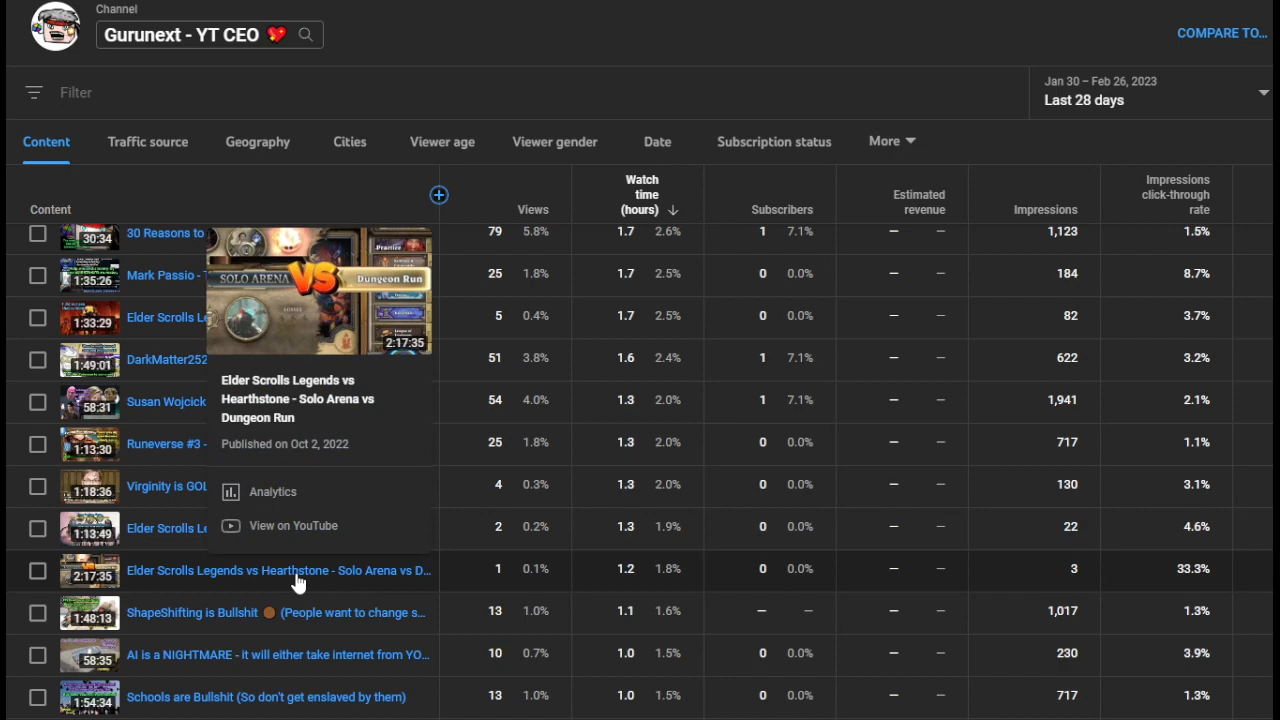 Channel
Gurunext - YT CEO 💖
COMPARE TO...
Filter
Jan 30 – Feb 26, 2023
Last 28 days
Content Traffic source Geography Cities Viewer age Viewer gender Date Subscription status More
Content Views Watch time (hours) ↓ Subscribers Estimated revenue Impressions Impressions click-through rate
30:34 30 Reasons to 79 5.8% 1.7 2.6% 1 7.1% — — 1,123 1.5%
1:35:26 Mark Passio - 25 1.8% 1.7 2.5% 0 0.0% — — 184 8.7%
1:33:29 Elder Scrolls Le 5 0.4% 1.7 2.5% 0 0.0% — — 82 3.7%
1:49:01 DarkMatter252 51 3.8% 1.6 2.4% 1 7.1% — — 622 3.2%
58:31 Susan Wojcick 54 4.0% 1.3 2.0% 1 7.1% — — 1,941 2.1%
1:13:30 Runeverse #3 - 25 1.8% 1.3 2.0% 0 0.0% — — 717 1.1%
1:18:36 Virginity is GOL 4 0.3% 1.3 2.0% 0 0.0% — — 130 3.1%
1:13:49 Elder Scrolls Le 2 0.2% 1.3 1.9% 0 0.0% — — 22 4.6%
2:17:35 Elder Scrolls Legends vs Hearthstone - Solo Arena vs D... 1 0.1% 1.2 1.8% 0 0.0% — — 3 33.3%
1:48:13 ShapeShifting is Bullshit 🟤 (People want to change s... 13 1.0% 1.1 1.6% — — — — 1,017 1.3%
58:35 AI is a NIGHTMARE - it will either take internet from YO... 10 0.7% 1.0 1.5% 0 0.0% — — 230 3.9%
1:54:34 Schools are Bullshit (So don't get enslaved by them) 13 1.0% 1.0 1.5% 0 0.0% — — 717 1.3%
Practice
SOLO ARENA VS Dungeon Run
2:17:35
Elder Scrolls Legends vs
Hearthstone - Solo Arena vs
Dungeon Run
Published on Oct 2, 2022
Analytics
View on YouTube